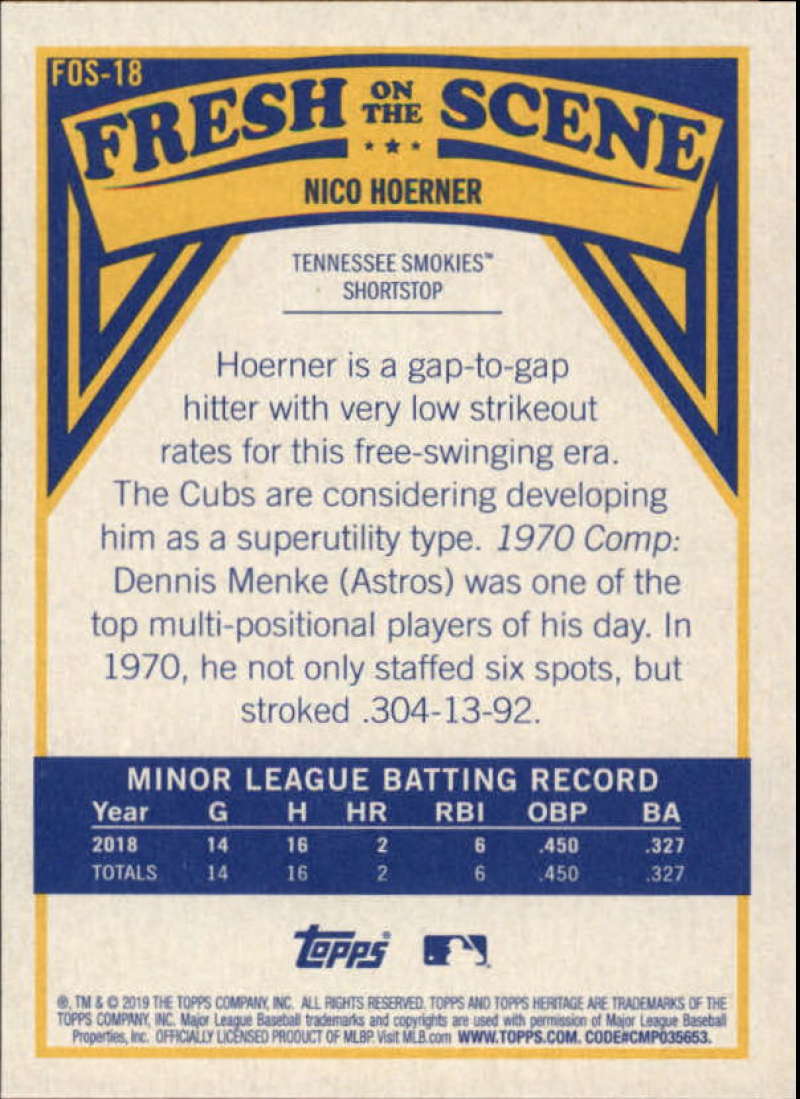 FOS-18
FRESH ON THE SCENE
NICO HOERNER
TENNESSEE SMOKIES™
SHORTSTOP
Hoerner is a gap-to-gap
hitter with very low strikeout
rates for this free-swinging era.
The Cubs are considering developing
him as a superutility type. 1970 Comp:
Dennis Menke (Astros) was one of the
top multi-positional players of his day. In
1970, he not only staffed six spots, but
stroked .304-13-92.
MINOR LEAGUE BATTING RECORD
Year G H HR RBI OBP BA
2018 14 16 2 6 .450 .327
TOTALS 14 16 2 6 .450 .327
Topps®
®, TM & © 2019 THE TOPPS COMPANY, INC. ALL RIGHTS RESERVED. TOPPS AND TOPPS HERITAGE ARE TRADEMARKS OF THE
TOPPS COMPANY, INC. Major League Baseball trademarks and copyrights are used with permission of Major League Baseball
Properties, Inc. OFFICIALLY LICENSED PRODUCT OF MLBP. Visit MLB.com WWW.TOPPS.COM. CODE#CMP035653.